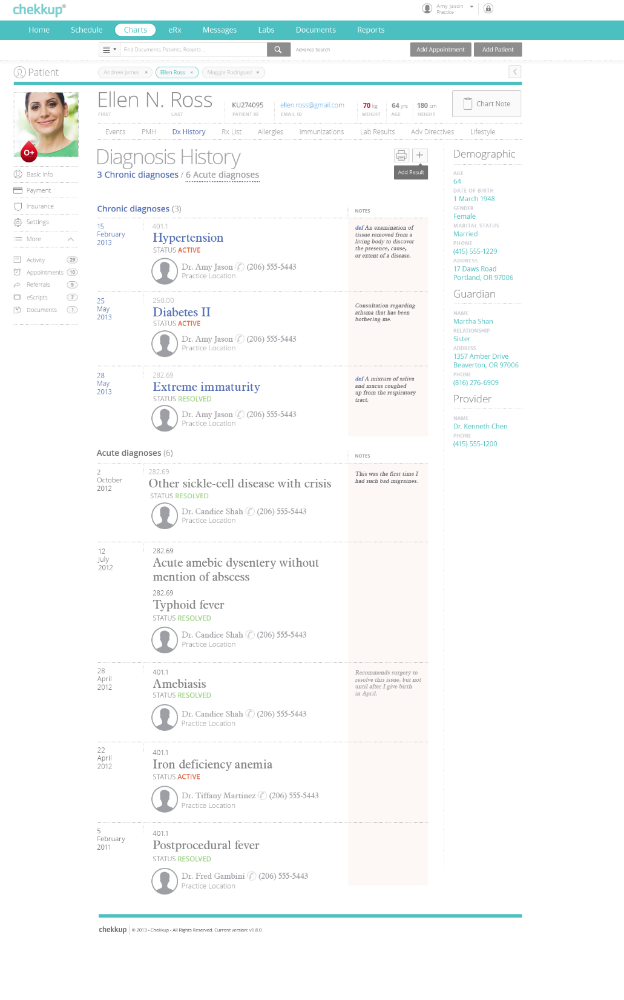 chekkup®
Amy Jason
Practice
Home Schedule Charts eRx Messages Labs Documents Reports
Find Documents, Patients, Reoprts ...
Advance Search
Add Appointment
Add Patient
Patient
Andrew James ×
Ellen Ross ×
Maggie Rodriguez ×
Ellen N. Ross
FIRST LAST
KU274095
PATIENT ID
ellen.ross@gmail.com
EMAIL ID
70 kg
WEIGHT
64 yrs
AGE
180 cm
HEIGHT
Chart Note
O+
Events PMH Dx History Rx List Allergies Immunizations Lab Results Adv Directives Lifestyle
Basic Info
Payment
Insurance
Settings
More
Activity 29
Appointments 10
Referrals 5
eScripts 7
Documents 1
Diagnosis History
3 Chronic diagnoses / 6 Acute diagnoses
Add Result
Chronic diagnoses (3)
NOTES
15
February
2013
401.1
Hypertension
STATUS ACTIVE
Dr. Amy Jason (206) 555-5443
Practice Location
def An examination of
tissue removed from a
living body to discover
the presence, cause,
or extent of a disease.
25
May
2013
250.00
Diabetes II
STATUS ACTIVE
Dr. Amy Jason (206) 555-5443
Practice Location
Consultation regarding
athsma that has been
bothering me.
28
May
2013
282.69
Extreme immaturity
STATUS RESOLVED
Dr. Amy Jason (206) 555-5443
Practice Location
def A mixture of saliva
and mucus coughed
up from the respiratory
tract.
Acute diagnoses (6)
NOTES
2
October
2012
282.69
Other sickle-cell disease with crisis
STATUS RESOLVED
Dr. Candice Shah (206) 555-5443
Practice Location
This was the first time I
had such bad migraines.
12
July
2012
282.69
Acute amebic dysentery without
mention of abscess
282.69
Typhoid fever
STATUS RESOLVED
Dr. Candice Shah (206) 555-5443
Practice Location
28
April
2012
401.1
Amebiasis
STATUS RESOLVED
Dr. Candice Shah (206) 555-5443
Practice Location
Recommends surgery to
resolve this issue, but not
until after I give birth
in April.
22
April
2012
401.1
Iron deficiency anemia
STATUS ACTIVE
Dr. Tiffany Martinez (206) 555-5443
Practice Location
5
February
2011
401.1
Postprocedural fever
STATUS RESOLVED
Dr. Fred Gambini (206) 555-5443
Practice Location
Demographic
AGE
64
DATE OF BIRTH
1 March 1948
GENDER
Female
MARITAL STATUS
Married
PHONE
(415) 555-1229
ADDRESS
17 Daws Road
Portland, OR 97006
Guardian
NAME
Martha Shan
RELATIONSHIP
Sister
ADDRESS
1357 Amber Drive
Beaverton, OR 97006
PHONE
(816) 276-6909
Provider
NAME
Dr. Kenneth Chen
PHONE
(415) 555-1200
chekkup © 2013 - Chekkup - All Rights Reserved. Current version: v1.8.0